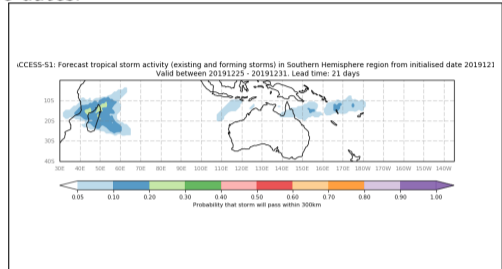 CCESS-S1: Forecast tropical storm activity (existing and forming storms) in Southern Hemisphere region from initialised date 2019121
Valid between 20191225 - 20191231. Lead time: 21 days
10S
20S
30S
40S
30E 40E 50E 60E 70E 80E 90E 100E 110E 120E 130E 140E 150E 160E 170E 180E 170W 160W 150W 140W
0.05 0.10 0.20 0.30 0.40 0.50 0.60 0.70 0.80 0.90 1.00
Probability that storm will pass within 300km